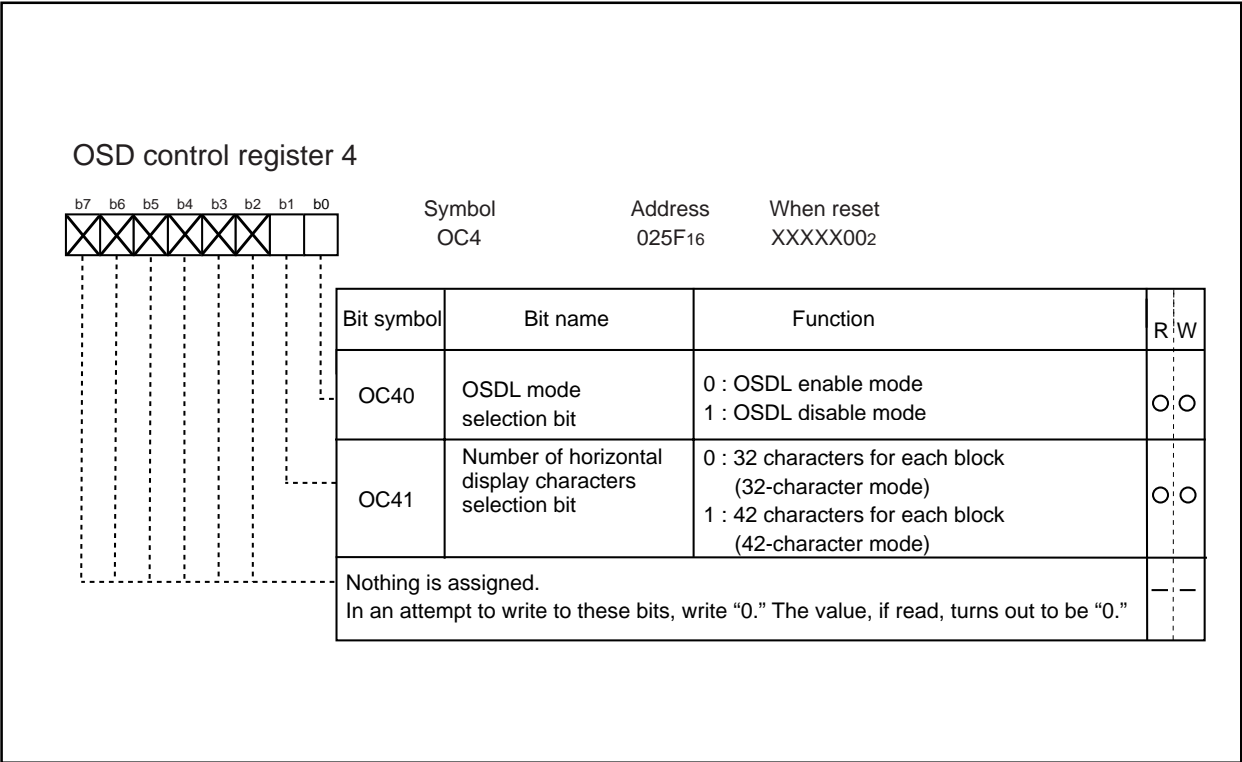 OSD control register 4
b7 b6 b5 b4 b3 b2 b1 b0
Symbol Address When reset
OC4 025F16 XXXXX002
Bit symbol Bit name Function R W
OC40 OSDL mode selection bit 0 : OSDL enable mode
1 : OSDL disable mode
OC41 Number of horizontal display characters selection bit 0 : 32 characters for each block
(32-character mode)
1 : 42 characters for each block
(42-character mode)
Nothing is assigned.
In an attempt to write to these bits, write “0.” The value, if read, turns out to be “0.”